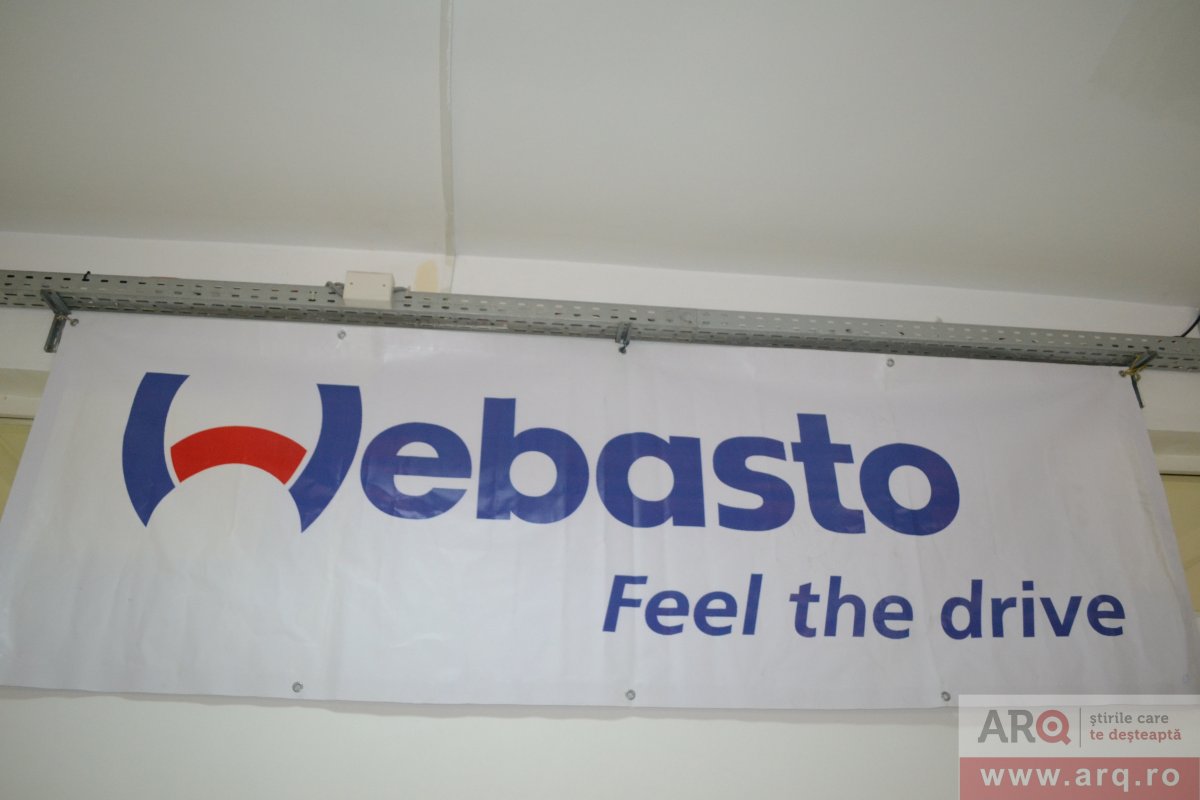 Webasto
Feel the drive
ARQ
știrile care
te deșteaptă
www.arq.ro